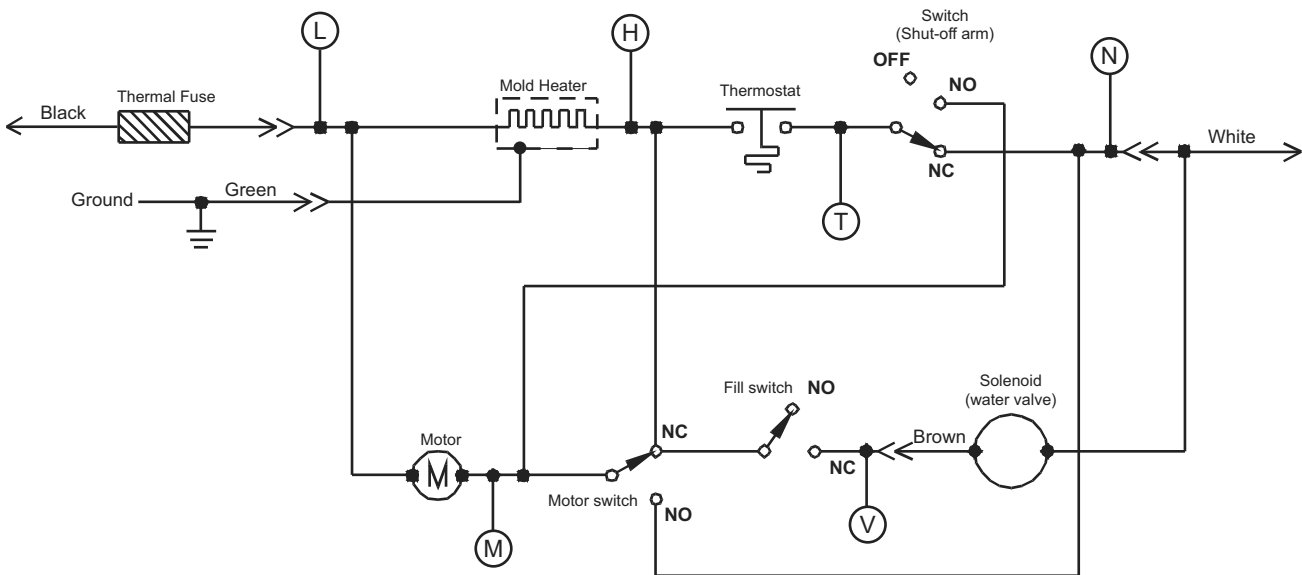 L
H
Switch
(Shut-off arm)
OFF
NO
N
Black
Thermal Fuse
Mold Heater
Thermostat
NC
White
Ground
Green
T
Motor
M
Motor switch
NC
NO
M
Fill switch
NO
NC
V
Brown
Solenoid
(water valve)